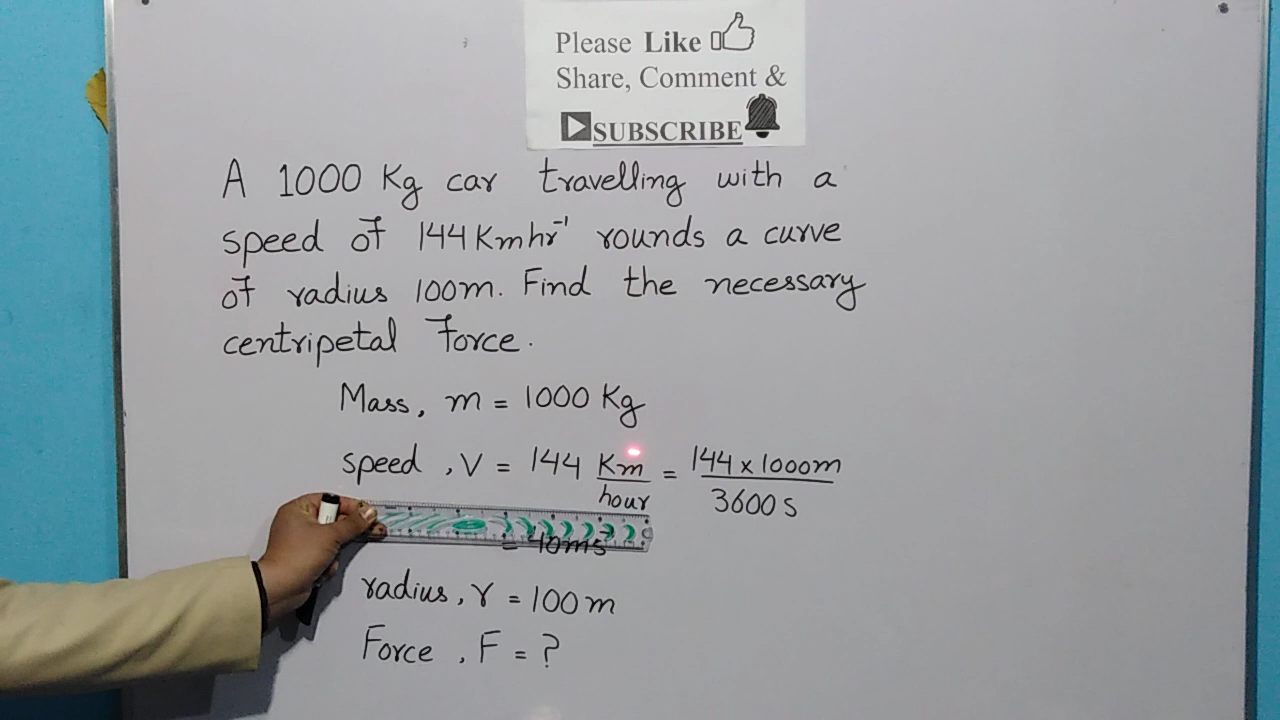 Please Like
Share, Comment &
SUBSCRIBE
A 1000 Kg car travelling with a
speed of 144 Kmhr⁻¹ rounds a curve
of radius 100m. Find the necessary
centripetal Force.
Mass, m = 1000 Kg
speed, V = 144 Km/hour = 144 x 1000m/3600 s
= 40ms
radius, r = 100 m
Force, F = ?